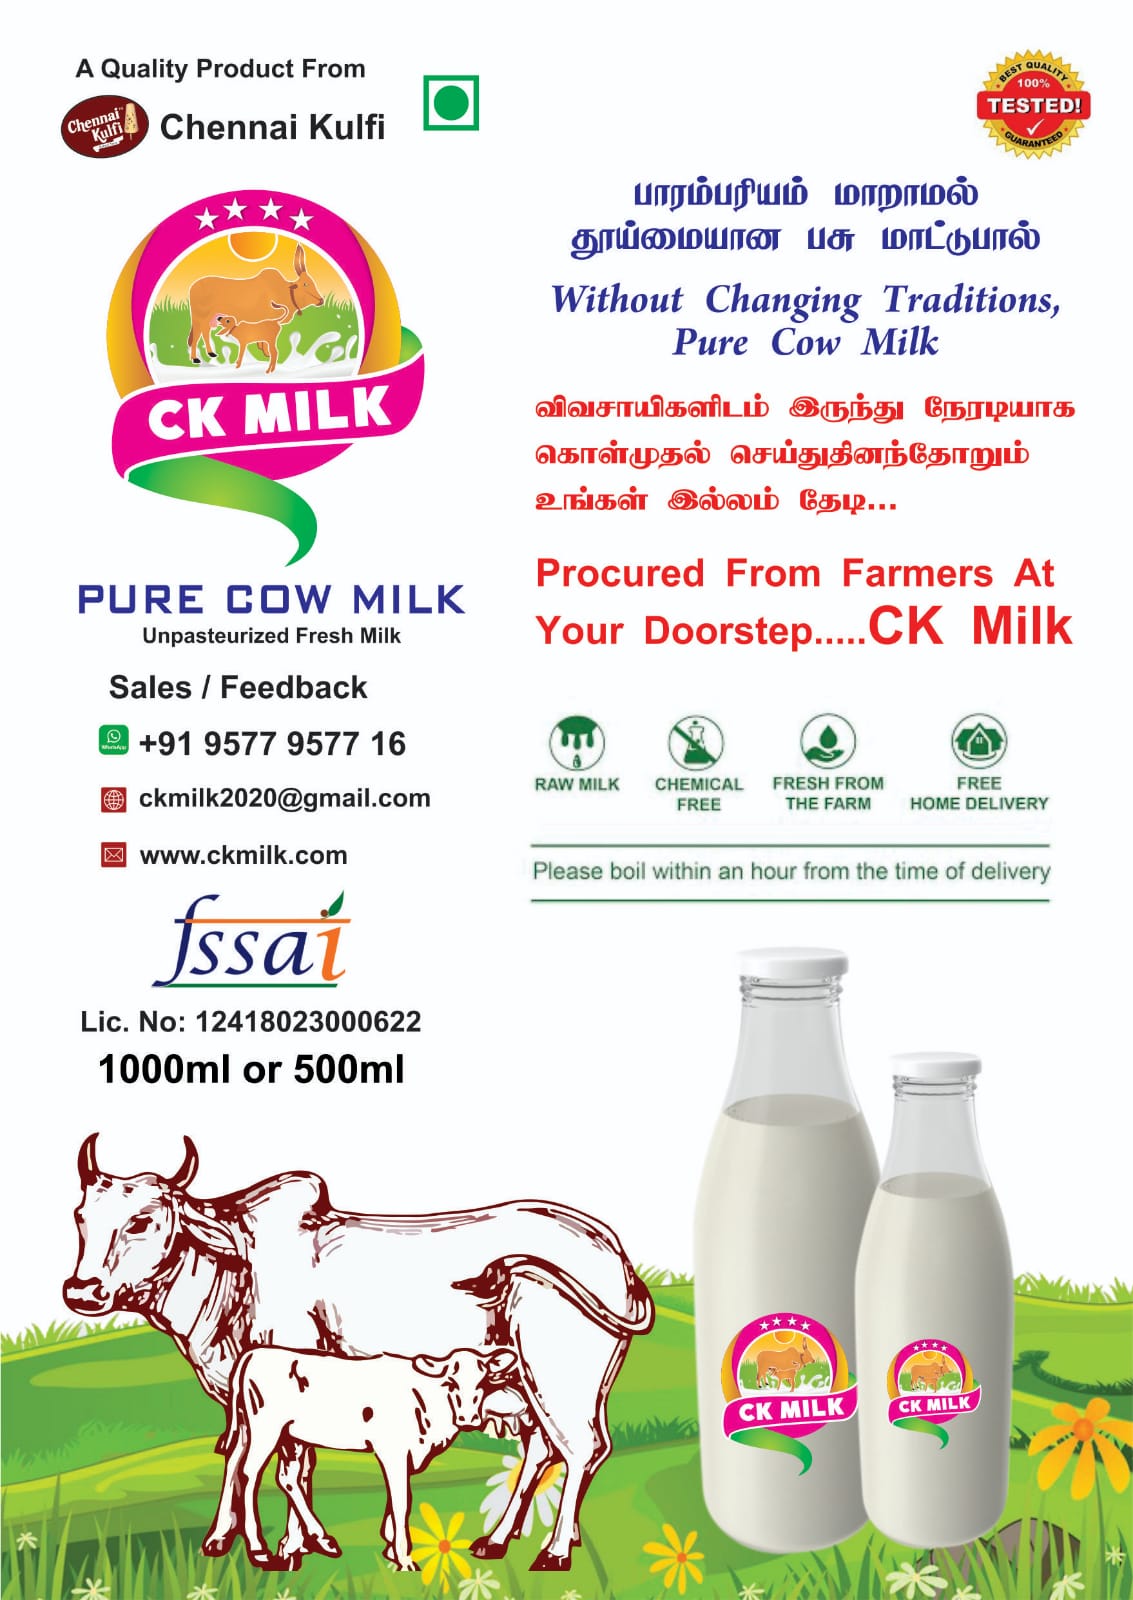 A Quality Product From
Chennai Kulfi
Chennai Kulfi
BEST QUALITY
100%
TESTED!
GUARANTEED
பாரம்பரியம் மாறாமல்
தூய்மையான பசு மாட்டுபால்
Without Changing Traditions,
Pure Cow Milk
CK MILK
விவசாயிகளிடம் இருந்து நேரடியாக
கொள்முதல் செய்துதினந்தோறும்
உங்கள் இல்லம் தேடி...
Procured From Farmers At
Your Doorstep.....CK Milk
PURE COW MILK
Unpasteurized Fresh Milk
Sales / Feedback
WhatsApp
+91 9577 9577 16
ckmilk2020@gmail.com
www.ckmilk.com
RAW MILK
CHEMICAL
FREE
FRESH FROM
THE FARM
FREE
HOME DELIVERY
Please boil within an hour from the time of delivery
fssai
Lic. No: 12418023000622
1000ml or 500ml
CK MILK
CK MILK